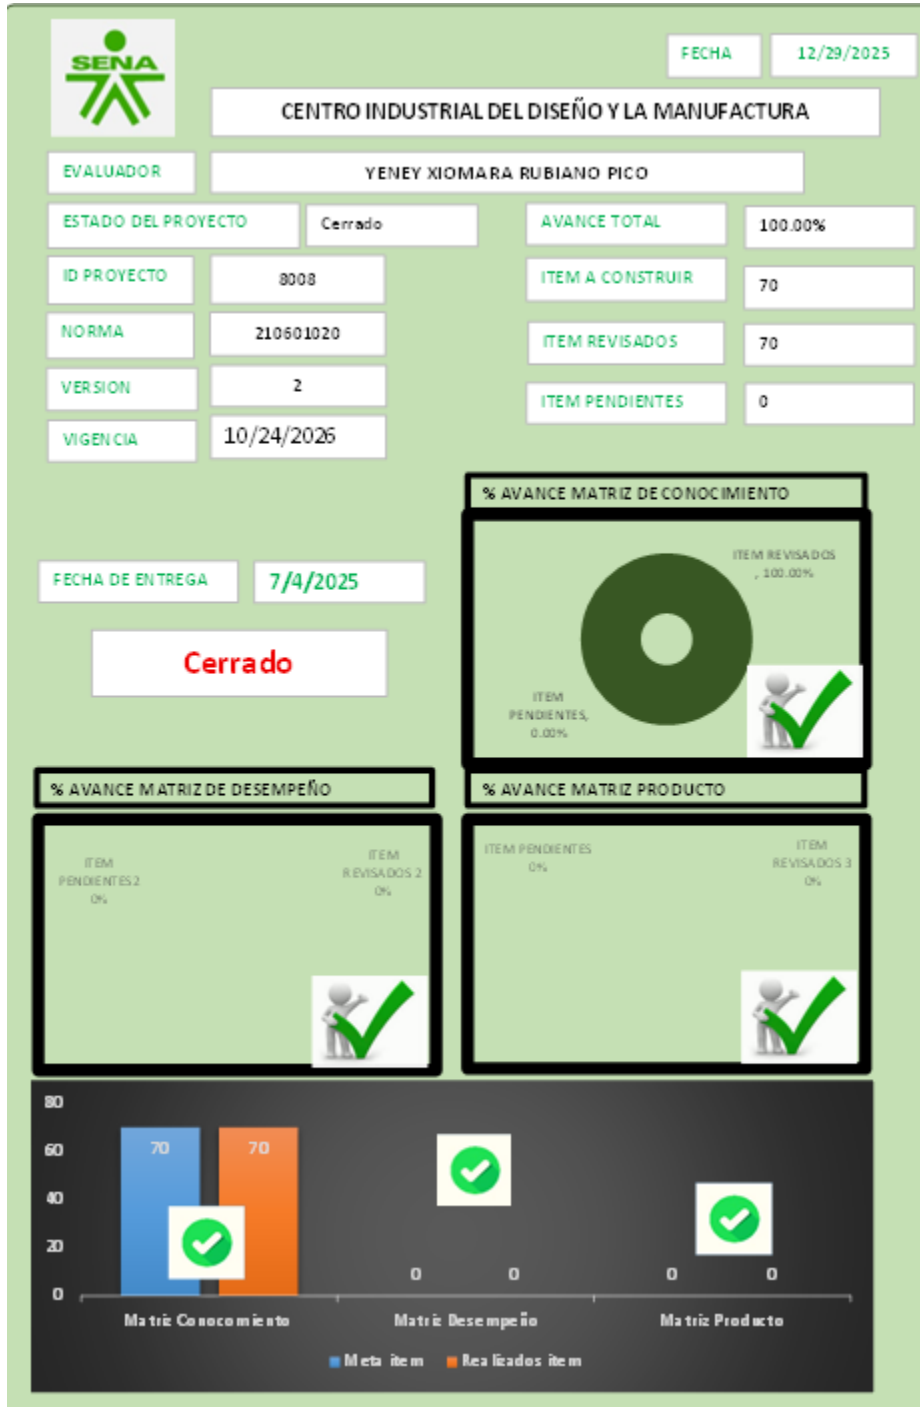 SENA
FECHA 12/29/2025
CENTRO INDUSTRIAL DEL DISEÑO Y LA MANUFACTURA
EVALUADOR YENEY XIOMARA RUBIANO PICO
ESTADO DEL PROYECTO Cerrado
AVANCE TOTAL 100.00%
ID PROYECTO 8008
ITEM A CONSTRUIR 70
NORMA 210601020
ITEM REVISADOS 70
VERSION 2
ITEM PENDIENTES 0
VIGENCIA 10/24/2026
% AVANCE MATRIZ DE CONOCIMIENTO
ITEM REVISADOS
, 100.00%
ITEM
PENDIENTES,
0.00%
FECHA DE ENTREGA 7/4/2025
Cerrado
% AVANCE MATRIZ DE DESEMPEÑO
ITEM
PENDIENTES 2
0%
ITEM
REVISADOS 2
0%
% AVANCE MATRIZ PRODUCTO
ITEM PENDIENTES
0%
ITEM
REVISADOS 3
0%
80
60
40
20
0
70 70
0 0
0 0
Matriz Conocimiento Matriz Desempeño Matriz Producto
Meta item Realizados item